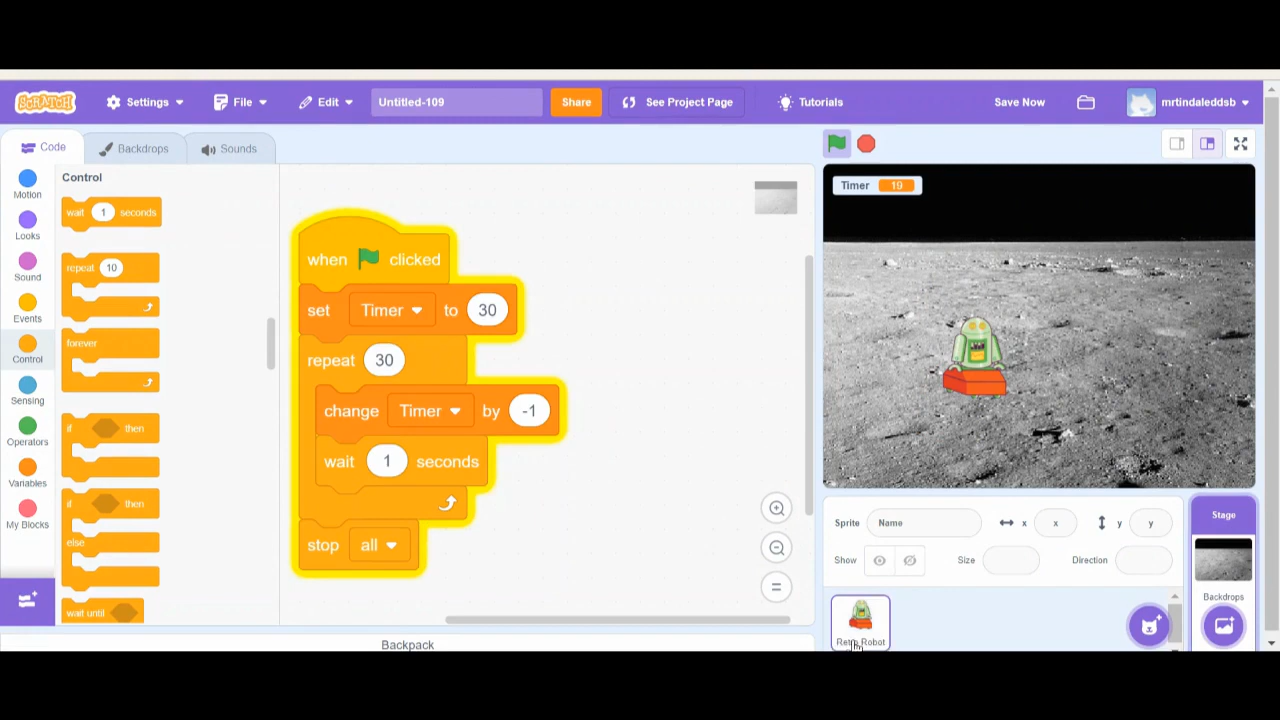 SCRATCH Settings File Edit Untitled-109 Share See Project Page Tutorials Save Now mrtindaleddsb
Code Backdrops Sounds
Motion
Looks
Sound
Events
Control
Sensing
Operators
Variables
My Blocks
Control
wait 1 seconds
repeat 10
forever
if then
if then
else
wait until
when clicked
set Timer to 30
repeat 30
change Timer by -1
wait 1 seconds
stop all
Backpack
Timer 19
Sprite Name x x y y
Show Size Direction
Retro Robot
Stage
Backdrops